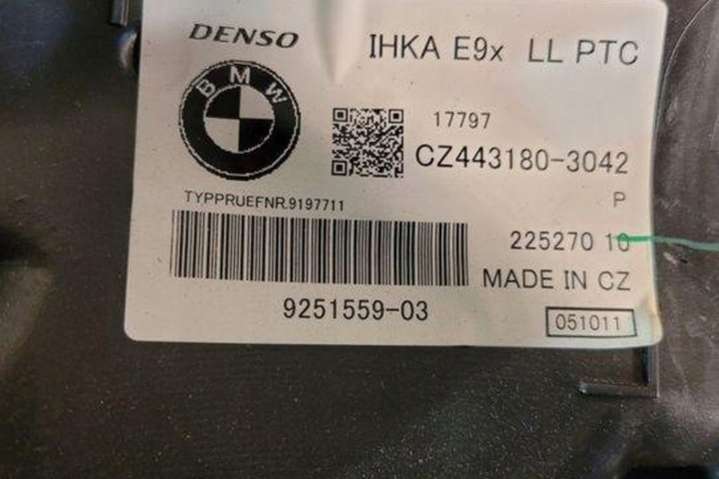 DENSO IHKA E9x LL PTC
BMW
17797
CZ443180-3042
P
TYPPRUEFNR.9197711
225270 10
MADE IN CZ
9251559-03
051011